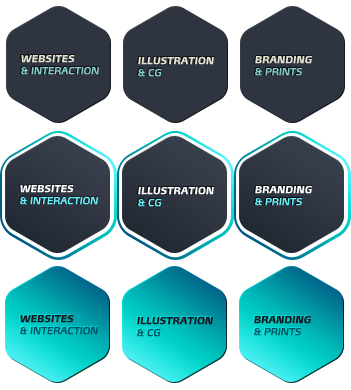 WEBSITES
& INTERACTION
ILLUSTRATION
& CG
BRANDING
& PRINTS
WEBSITES
& INTERACTION
ILLUSTRATION
& CG
BRANDING
& PRINTS
WEBSITES
& INTERACTION
ILLUSTRATION
& CG
BRANDING
& PRINTS